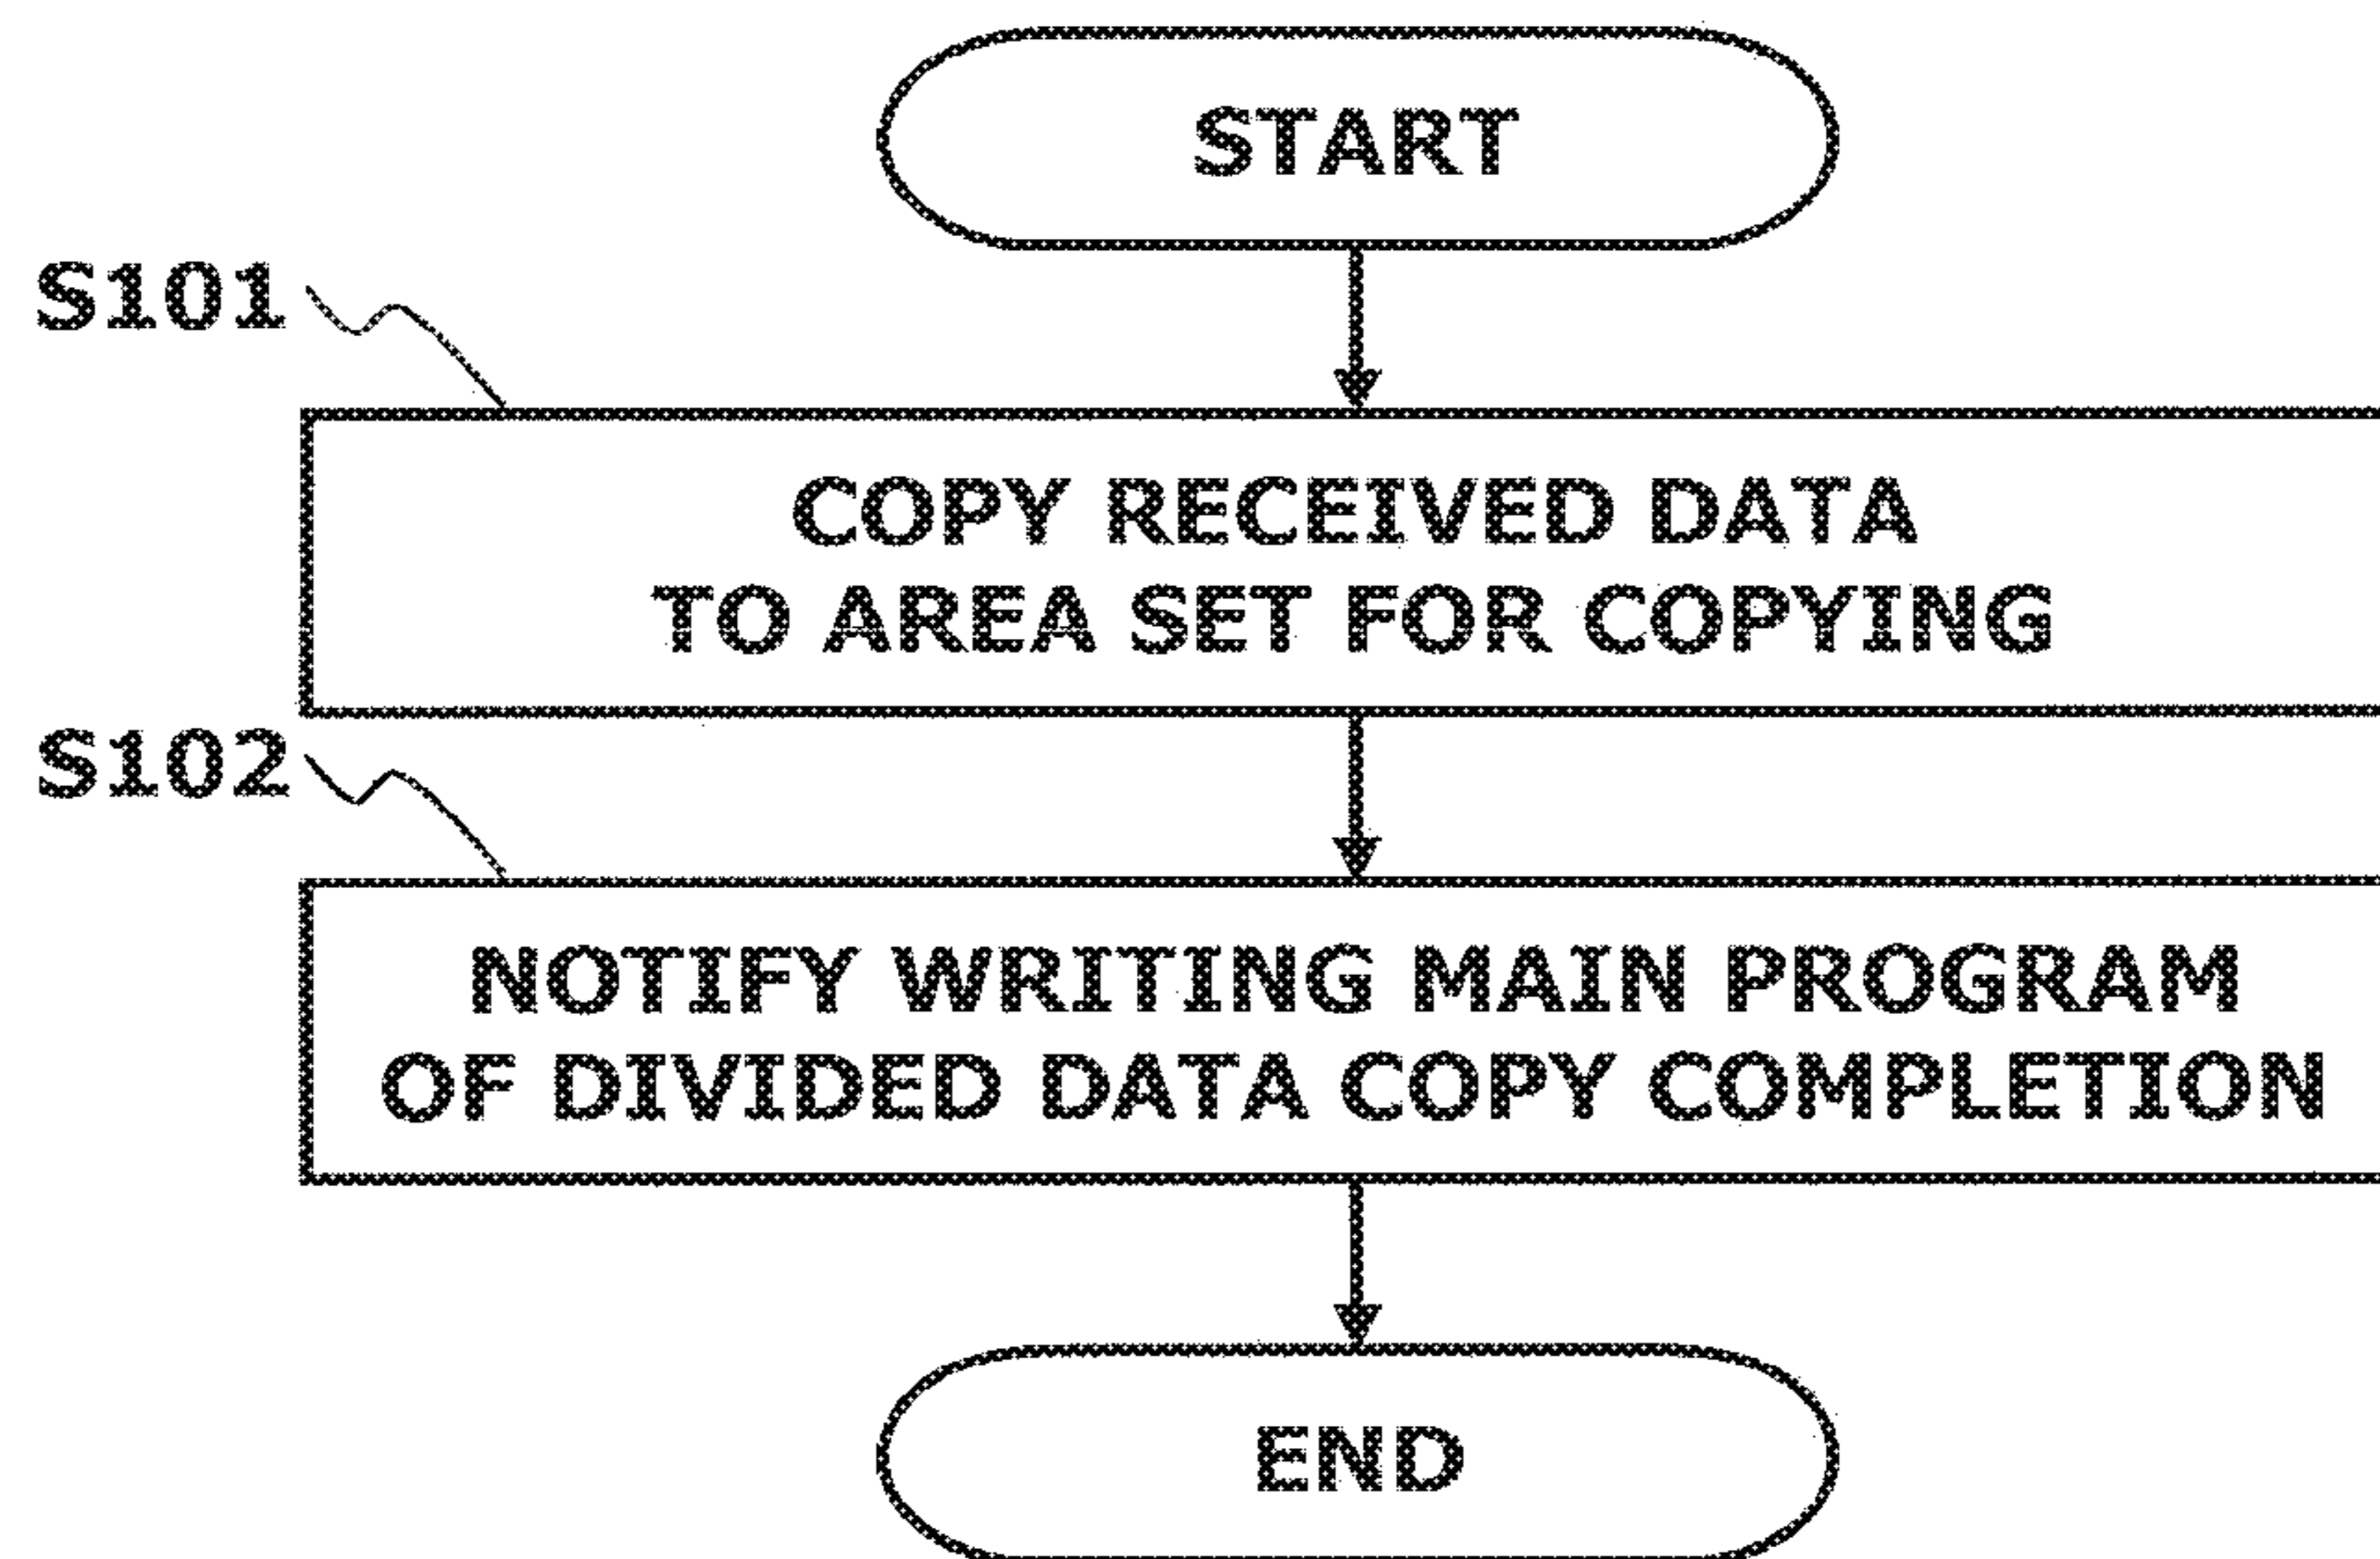 START
S101
COPY RECEIVED DATA
TO AREA SET FOR COPYING
S102
NOTIFY WRITING MAIN PROGRAM
OF DIVIDED DATA COPY COMPLETION
END